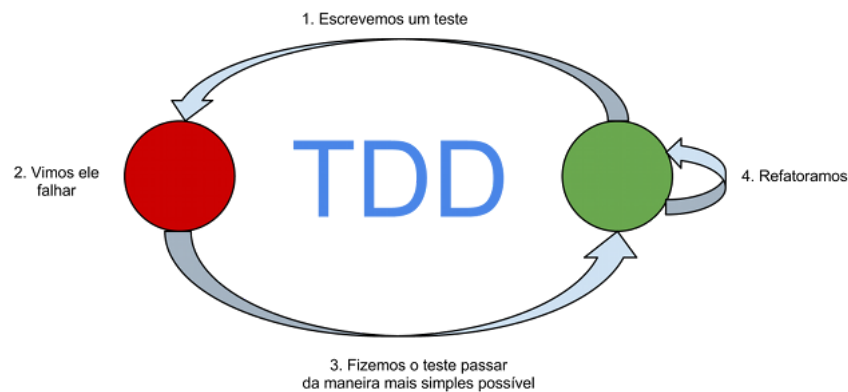 1. Escrevemos um teste
2. Vimos ele
falhar
TDD
4. Refatoramos
3. Fizemos o teste passar
da maneira mais simples possível